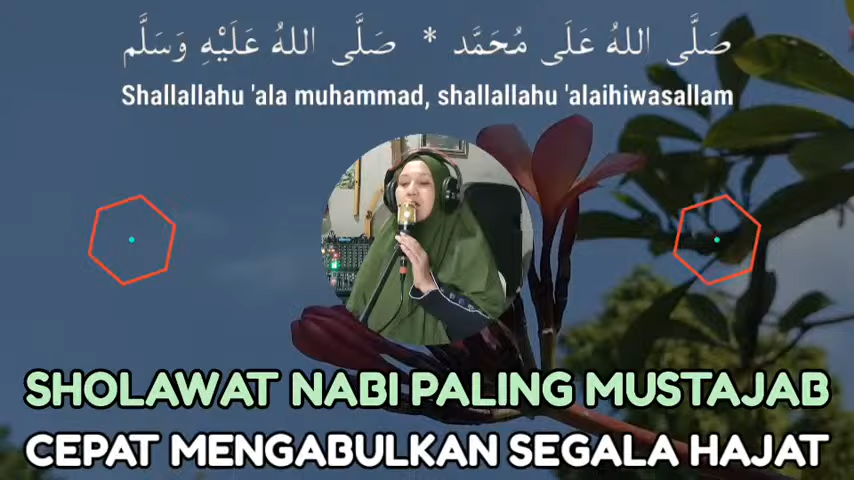 صَلَّى اللهُ عَلَى مُحَمَّد * صَلَّى اللهُ عَلَيْهِ وَسَلَّم
Shallallahu 'ala muhammad, shallallahu 'alaihiwasallam
SHOLAWAT NABI PALING MUSTAJAB
CEPAT MENGABULKAN SEGALA HAJAT